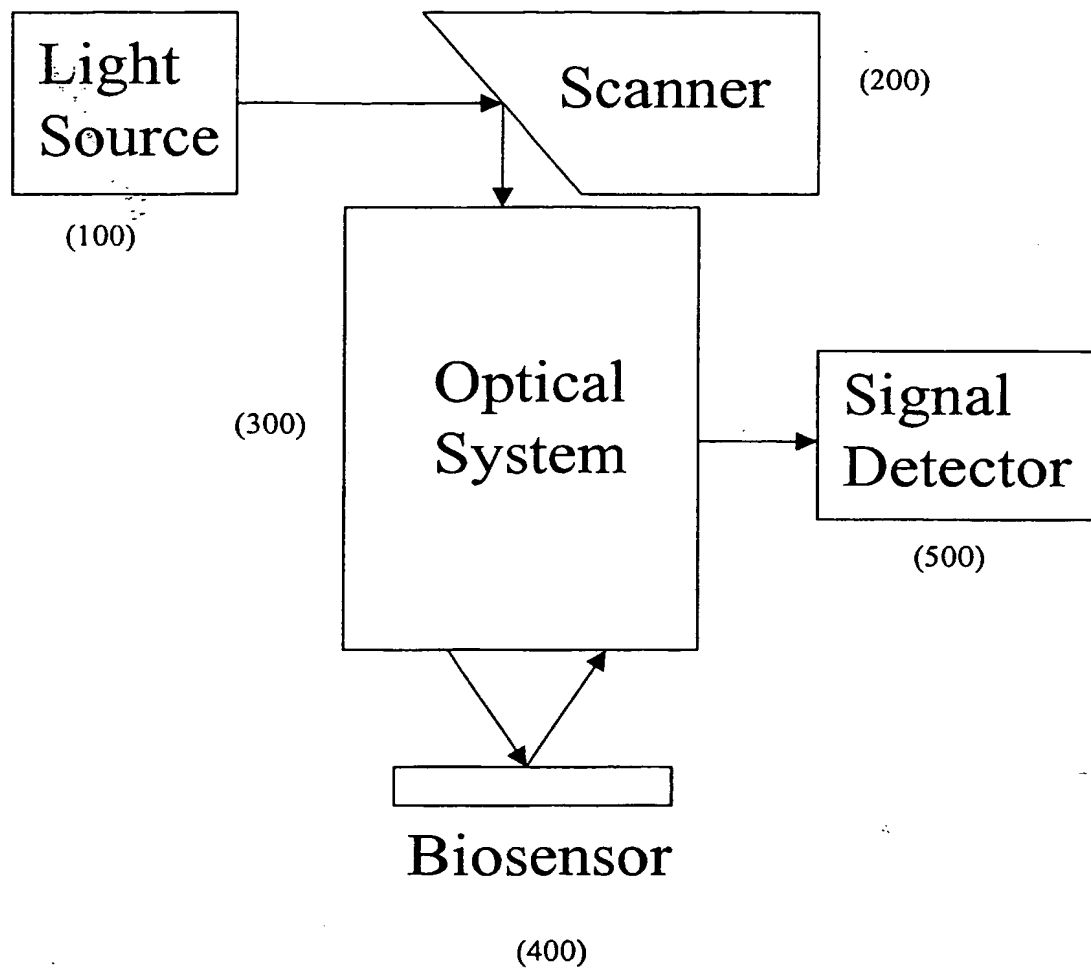 Light
Source
(100)
Scanner
(200)
Optical
System
(300)
Signal
Detector
(500)
Biosensor
(400)